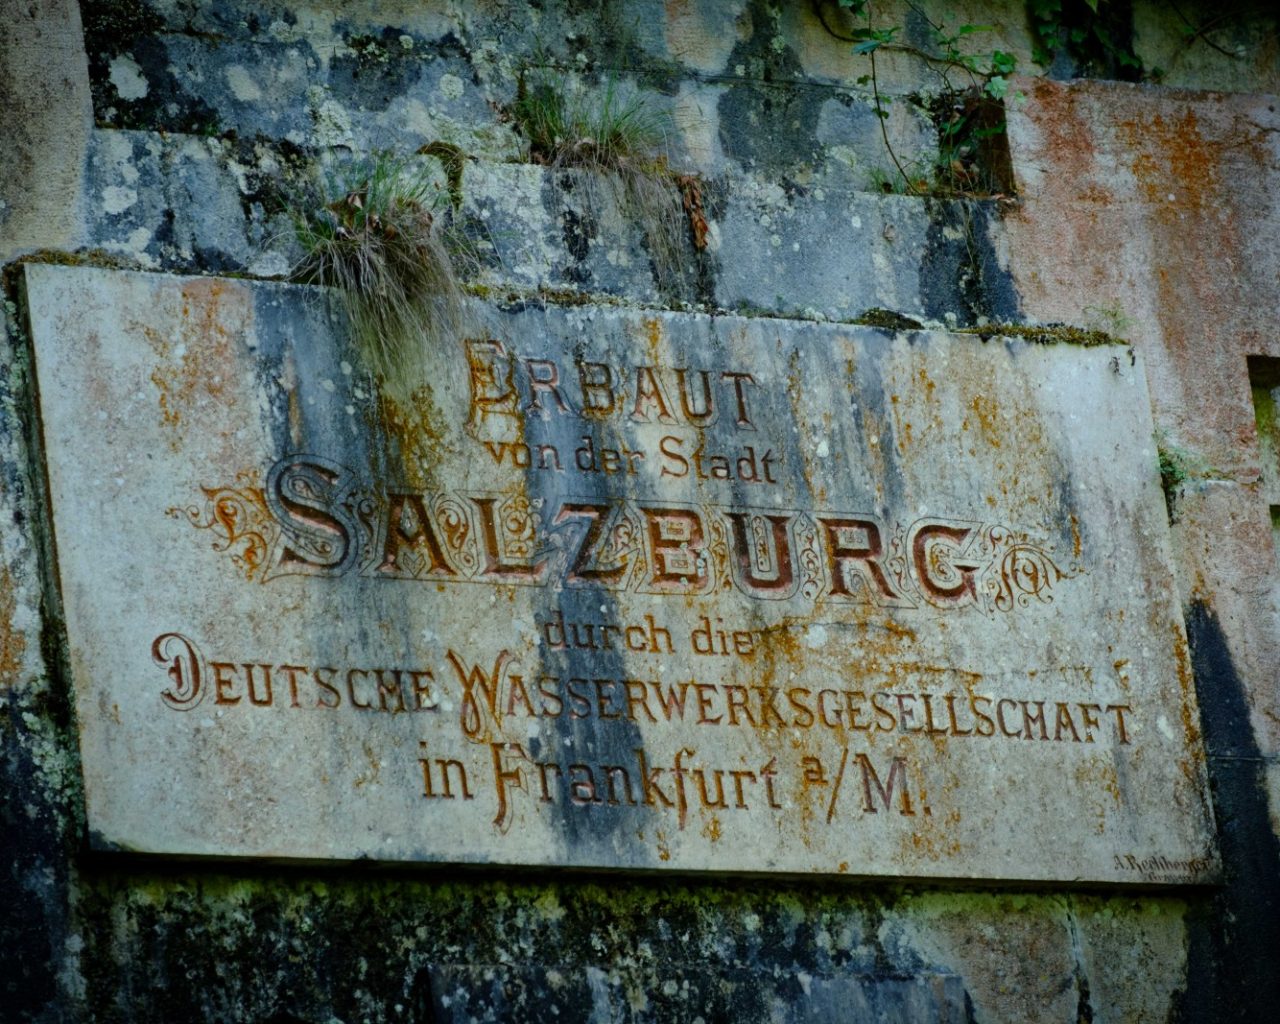 ERBAUT
von der Stadt
SALZBURG
durch die
DEUTSCHE WASSERWERKSGESELLSCHAFT
in Frankfurt a/M.